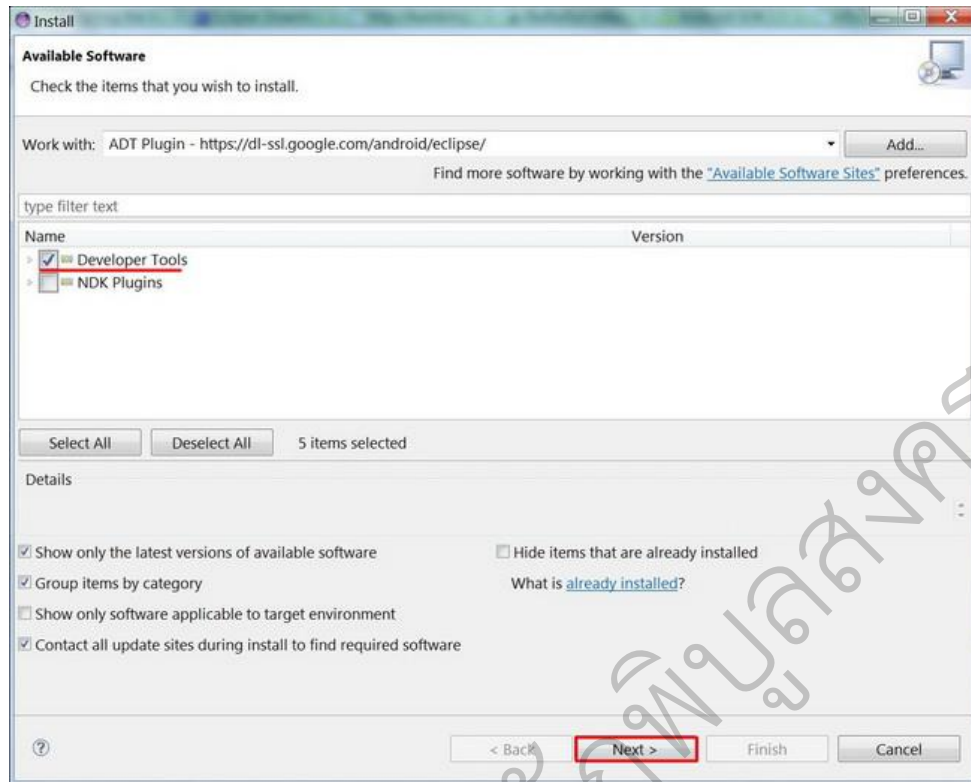 Install
Available Software
Check the items that you wish to install.
Work with: ADT Plugin - https://dl-ssl.google.com/android/eclipse/ Add...
Find more software by working with the "Available Software Sites" preferences.
type filter text
Name Version
Developer Tools
NDK Plugins
Select All Deselect All 5 items selected
Details
Show only the latest versions of available software Hide items that are already installed
Group items by category What is already installed?
Show only software applicable to target environment
Contact all update sites during install to find required software
< Back Next > Finish Cancel